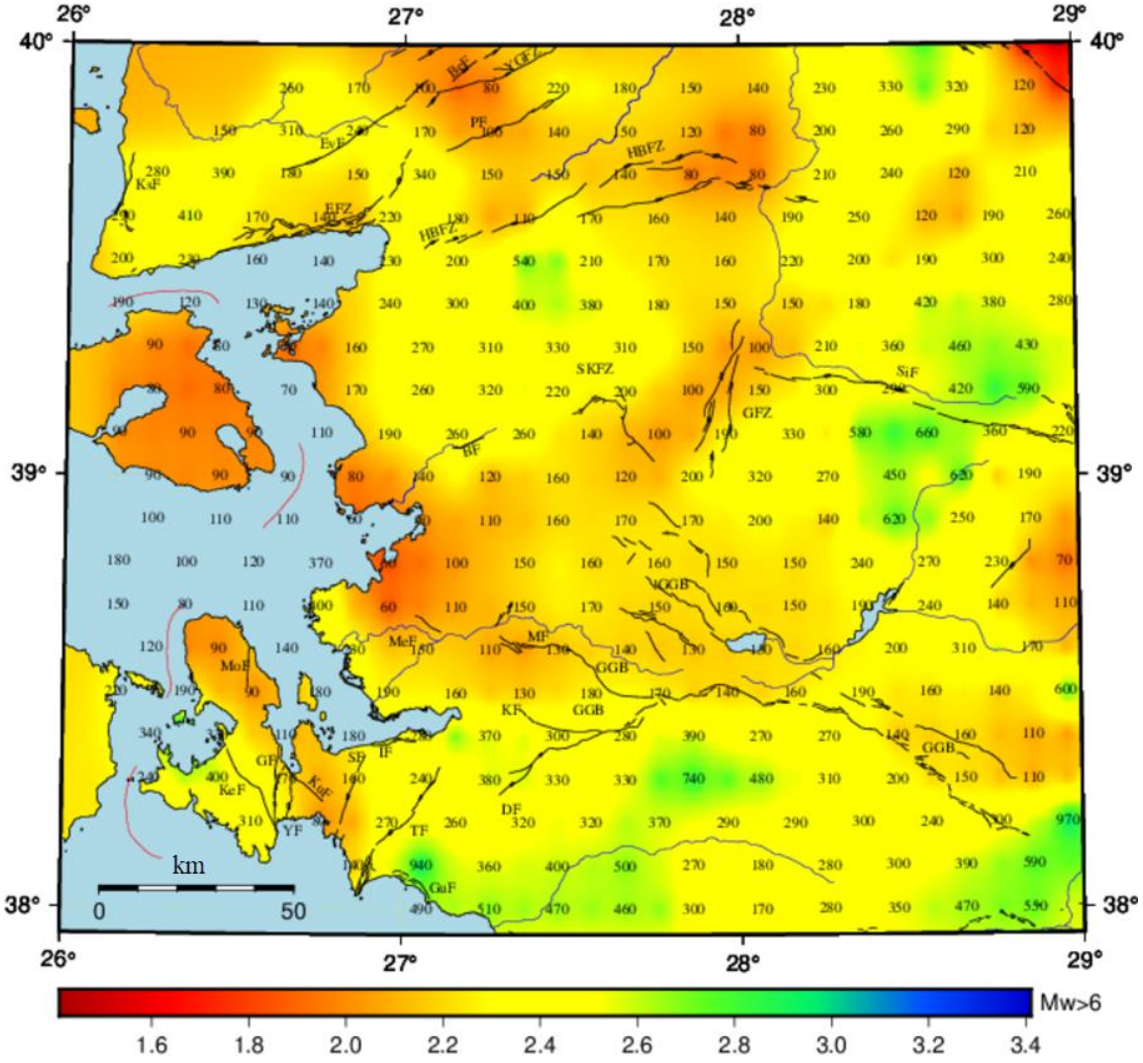 26° 27° 28° 29°
40° 40°
260 170 100 BgF 80 YGFZ 220 180 150 140 230 330 320 120
150 310 240 170 PF 100 140 150 120 80 200 260 290 120
EvF HBFZ
280 390 180 150 340 150 150 140 80 80 210 240 120 210
KsF
290 410 170 EFZ 140 220 180 110 170 160 140 190 250 120 190 260
HBFZ
200 230 160 140 230 200 540 210 170 160 220 200 190 300 240
190 120 130 140 240 300 400 380 180 150 150 180 420 380 280
90 80 160 270 310 330 310 150 100 210 360 460 430
SKFZ SiF
80 80 70 170 260 320 220 200 100 150 300 290 420 590
GFZ
90 90 90 110 190 260 260 140 100 190 330 580 660 360 220
BF
39° 39°
90 90 90 80 140 120 160 120 200 320 270 450 620 190
100 110 110 60 110 160 170 170 200 140 620 250 170
180 100 120 370 100 150 150 150 240 270 230 70
GGB
150 80 110 400 60 110 150 170 150 160 150 190 240 140 110
120 90 140 MeF 150 110 MF 130 140 130 180 160 200 310 170
MoF GGB
220 190 90 180 190 160 130 180 170 140 160 190 160 140 600
KF GGB
340 110 180 280 370 300 280 390 270 270 140 160 110
GF SF IF GGB
240 400 70 160 240 380 330 330 740 480 310 200 150 110
KeF KuF DF
310 YF 270 TF 260 320 320 370 290 290 300 240 970
km
140 940 360 400 500 270 180 280 300 390 590
GuF
38° 0 50 490 510 470 460 300 170 280 350 470 550 38°
26° 27° 28° 29°
Mw>6
1.6 1.8 2.0 2.2 2.4 2.6 2.8 3.0 3.2 3.4